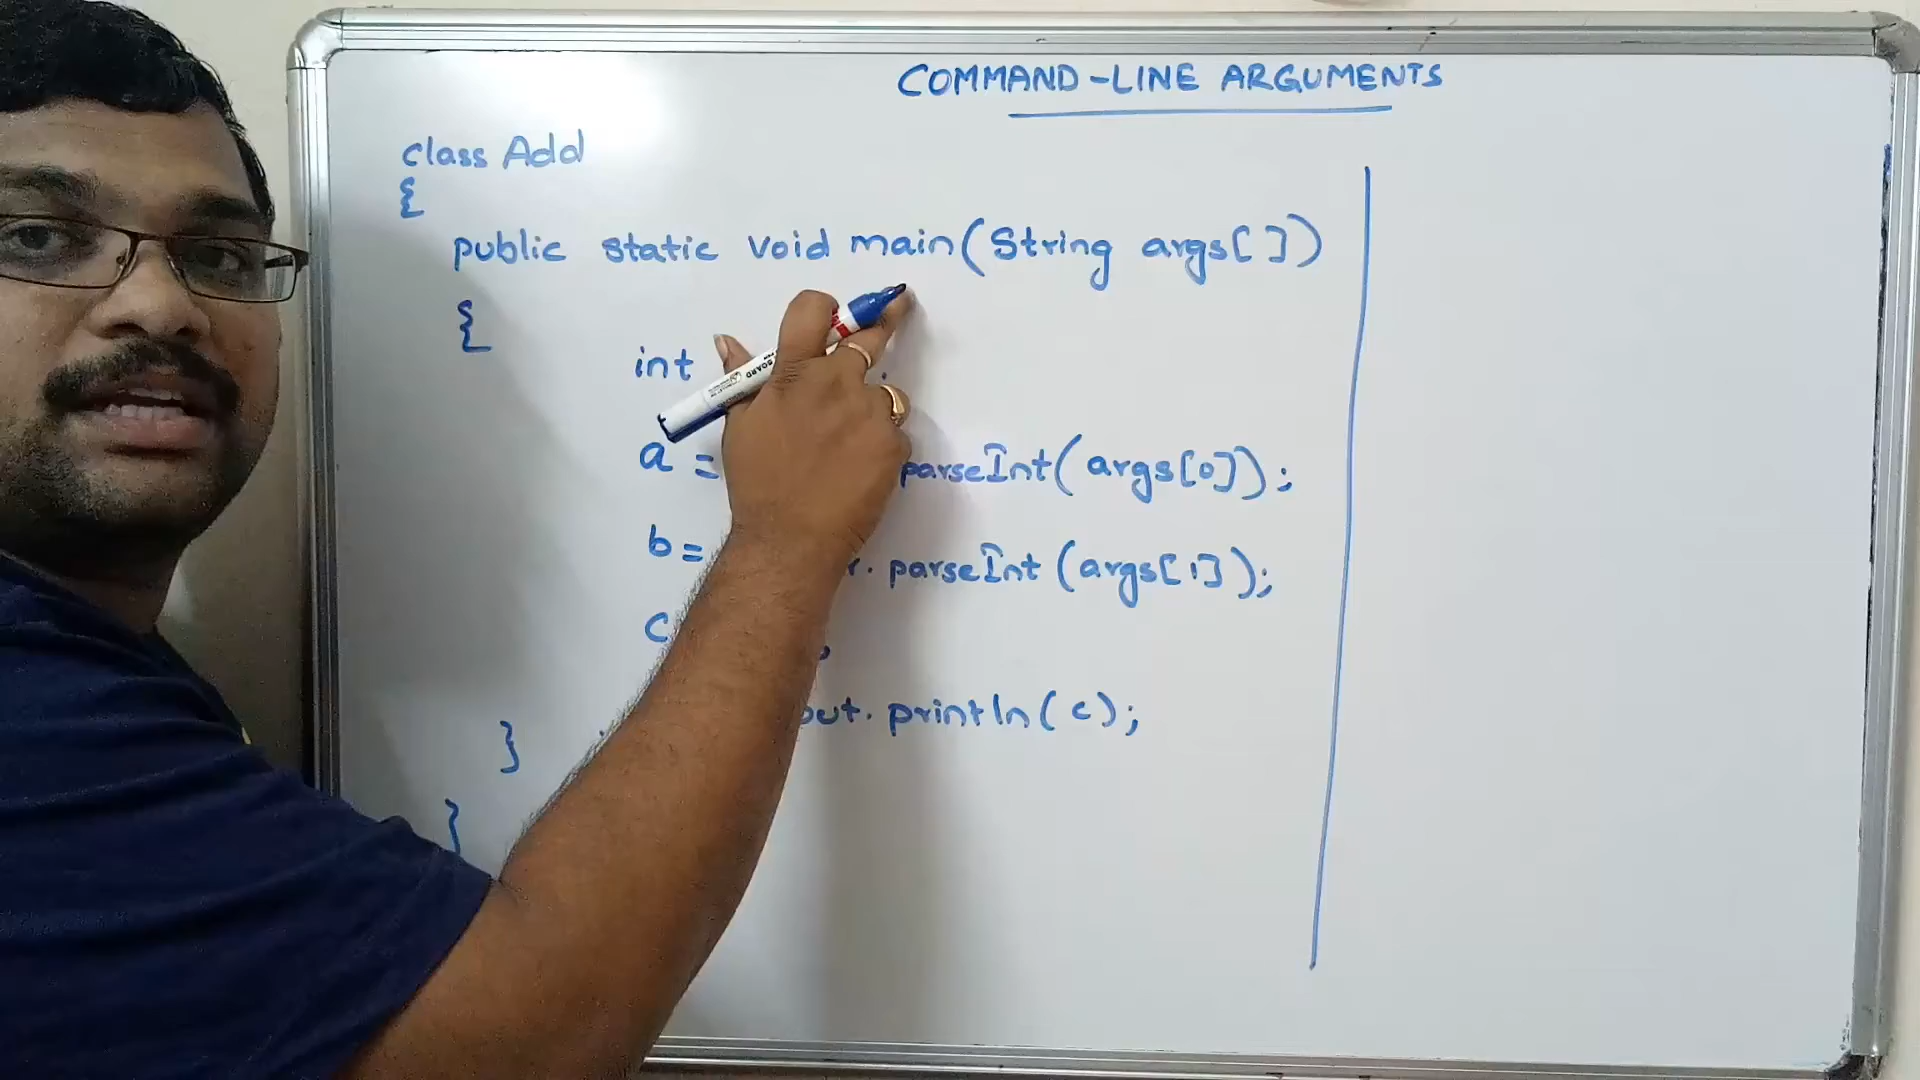 COMMAND-LINE ARGUMENTS
class Add
{
public static void main(String args[ ])
{
int ;
a = parseInt(args[0]);
b = r. parseInt (args[1]);
c
out. println(c);
}
}